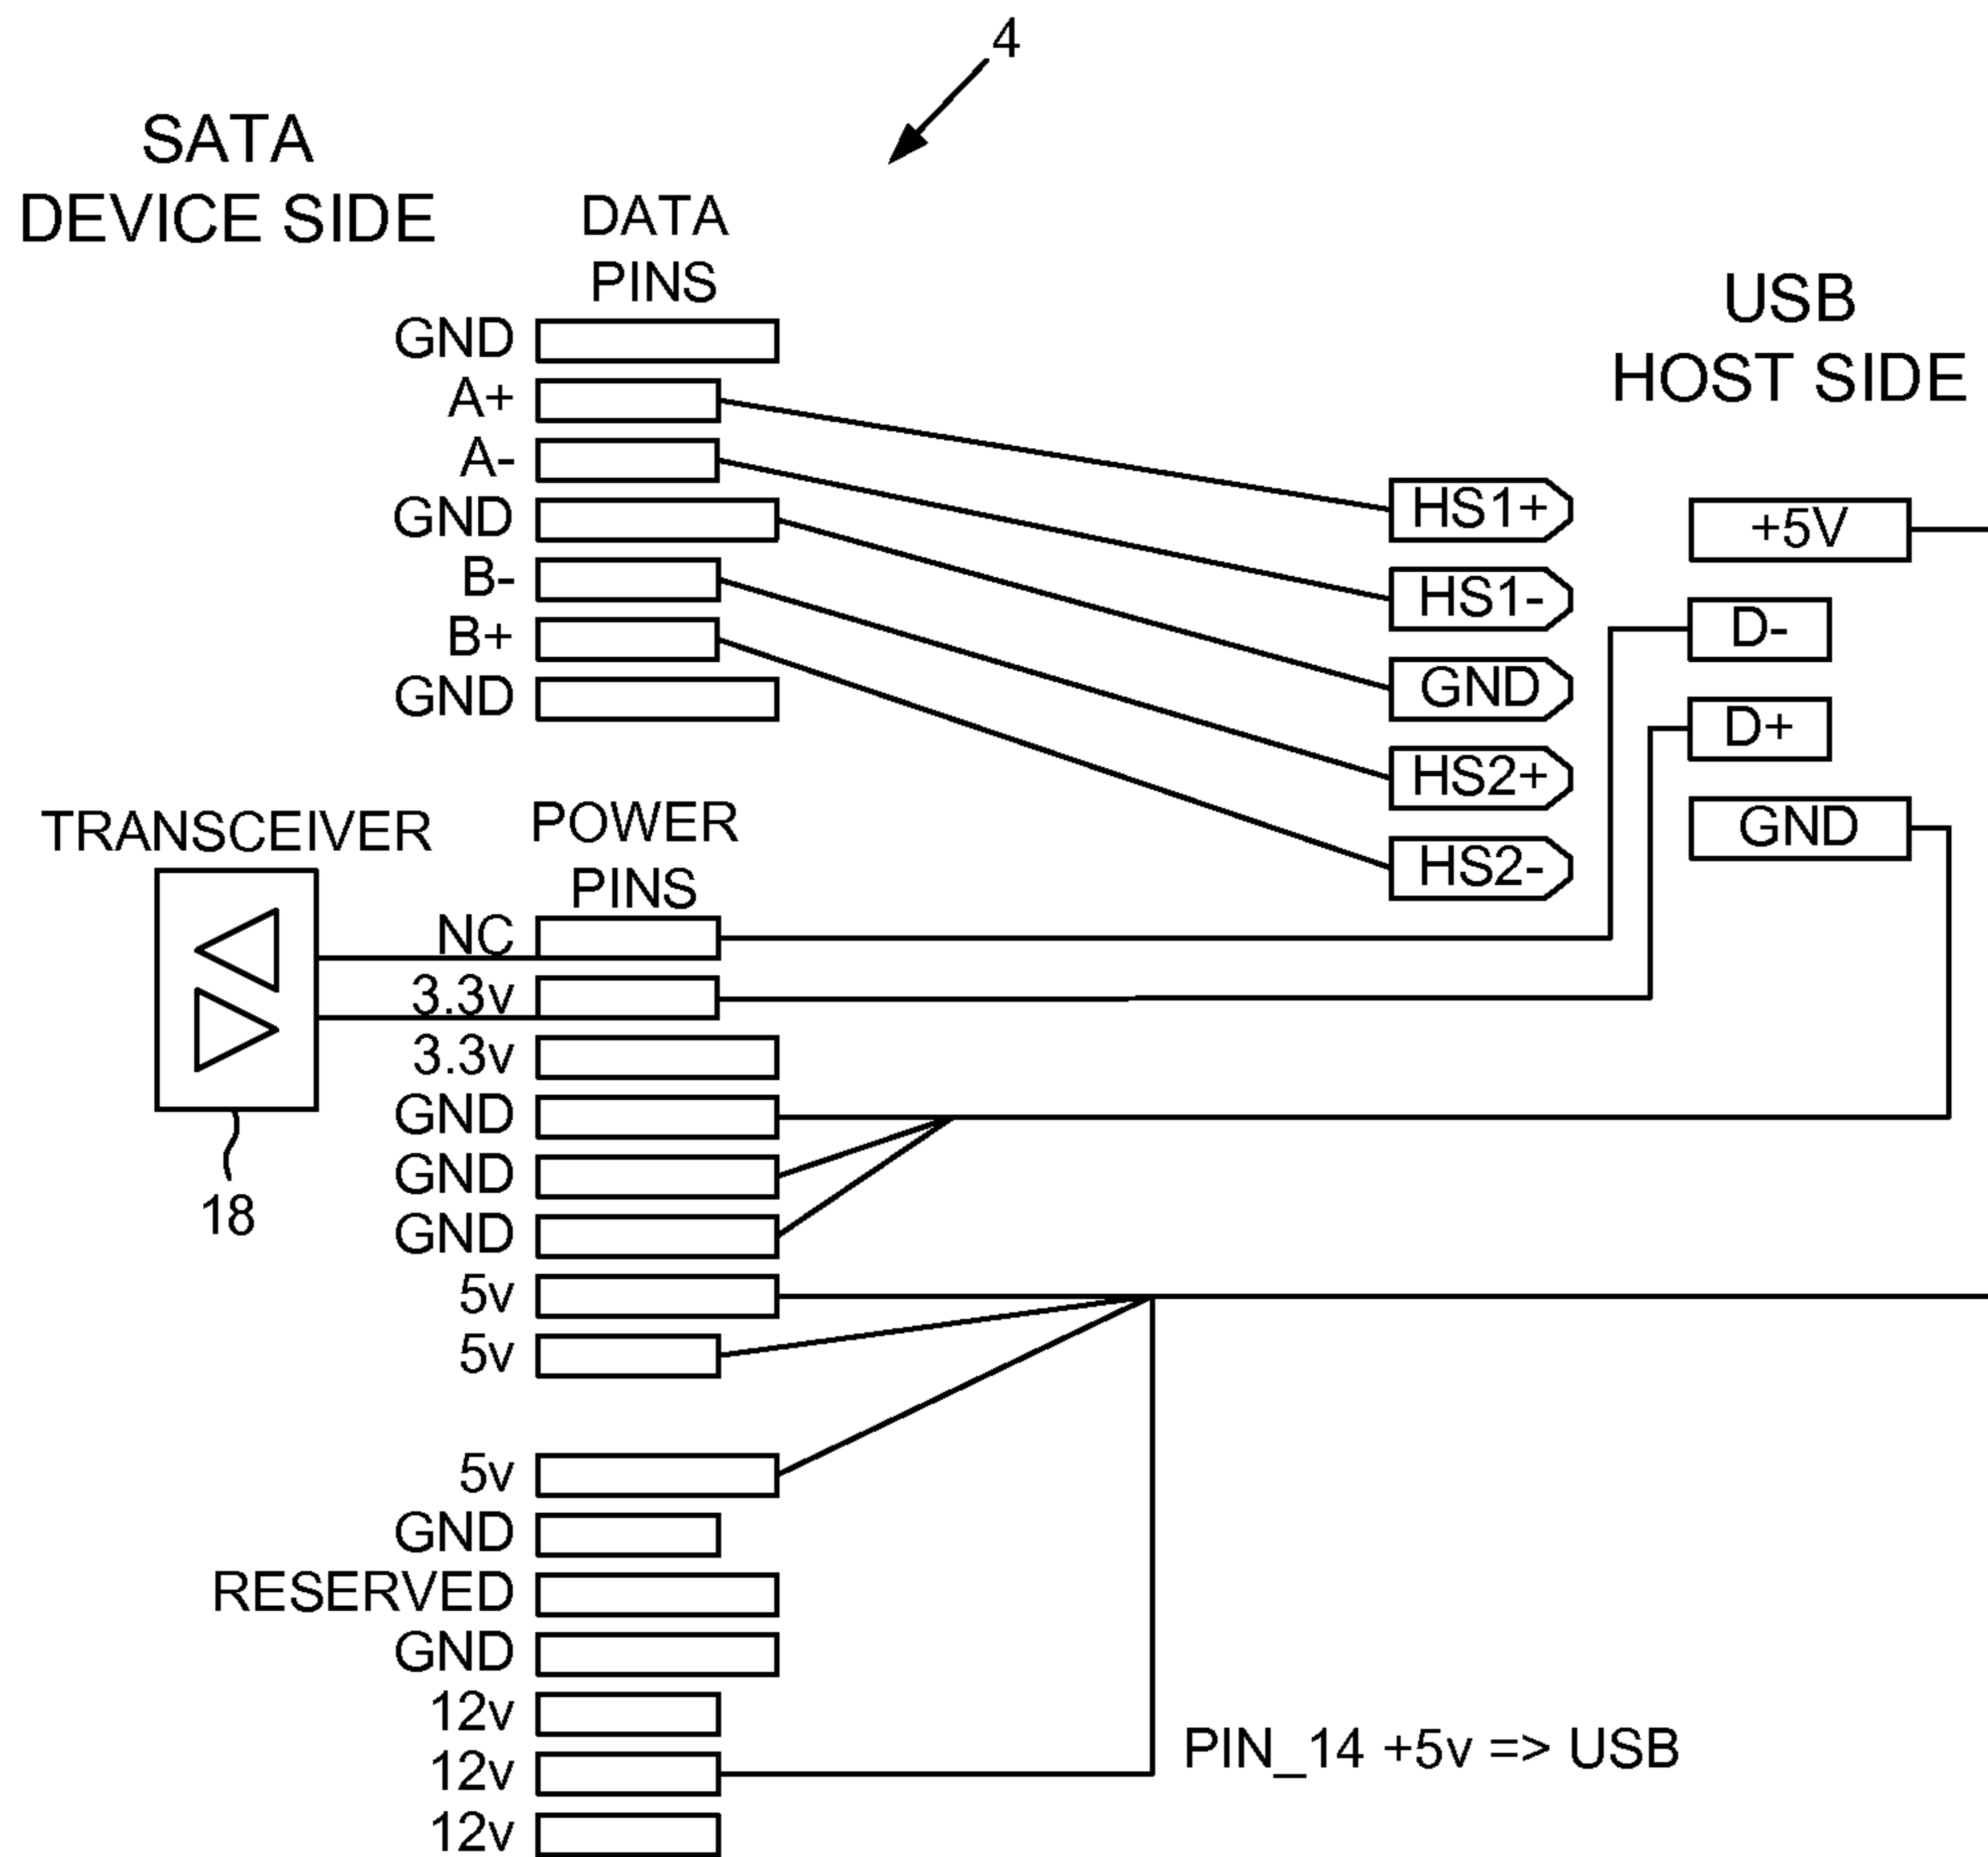 4
SATA
DEVICE SIDE
DATA
PINS
USB
HOST SIDE
GND
A+
A-
GND
B-
B+
GND
HS1+
HS1-
GND
HS2+
HS2-
+5V
D-
D+
GND
TRANSCEIVER
18
POWER
PINS
NC
3.3v
3.3v
GND
GND
GND
5v
5v
5v
GND
RESERVED
GND
12v
12v
12v
PIN_14 +5v => USB